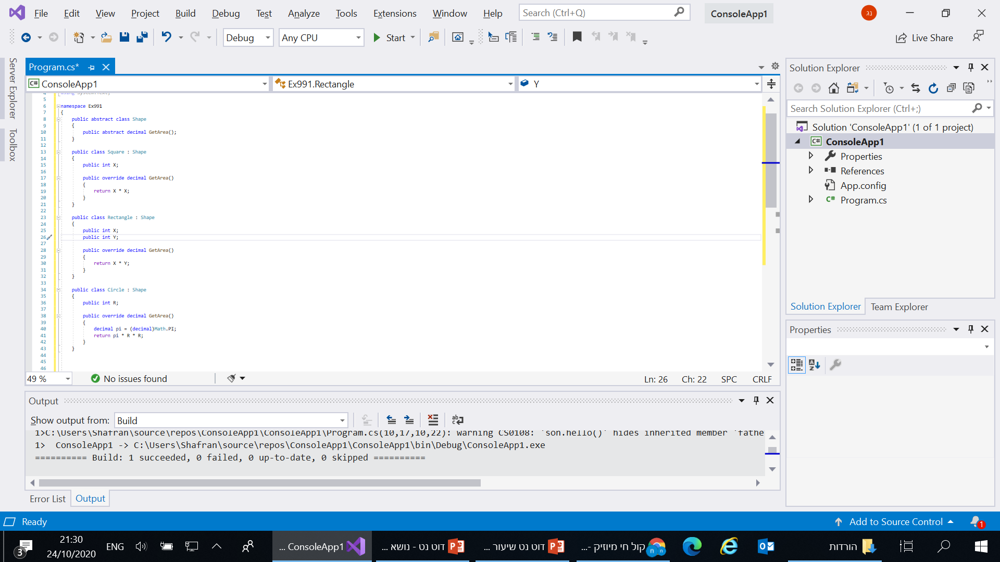 File Edit View Project Build Debug Test Analyze Tools Extensions Window Help Search (Ctrl+Q) ConsoleApp1 נג
Debug Any CPU Start Live Share
Server Explorer
Toolbox
Program.cs*
ConsoleApp1 Ex991.Rectangle Y
4 using System.Text;
5
6 namespace Ex991
7 {
8 public abstract class Shape
9 {
10 public abstract decimal GetArea();
11 }
12
13 public class Square : Shape
14 {
15 public int X;
16
17 public override decimal GetArea()
18 {
19 return X * X;
20 }
21 }
22
23 public class Rectangle : Shape
24 {
25 public int X;
26 public int Y;
27
28 public override decimal GetArea()
29 {
30 return X * Y;
31 }
32 }
33
34 public class Circle : Shape
35 {
36 public int R;
37
38 public override decimal GetArea()
39 {
40 decimal pi = (decimal)Math.PI;
41 return pi * R * R;
42 }
43 }
44
45
46
49 % No issues found Ln: 26 Ch: 22 SPC CRLF
Output
Show output from: Build
1>C:\Users\Shafran\source\repos\ConsoleApp1\ConsoleApp1\Program.cs(10,17,10,22): warning CS0108: 'son.hello()' hides inherited member 'fathe
1> ConsoleApp1 -> C:\Users\Shafran\source\repos\ConsoleApp1\ConsoleApp1\bin\Debug\ConsoleApp1.exe
========== Build: 1 succeeded, 0 failed, 0 up-to-date, 0 skipped ==========
Error List Output
Solution Explorer
Search Solution Explorer (Ctrl+;)
Solution 'ConsoleApp1' (1 of 1 project)
C# ConsoleApp1
Properties
References
App.config
C# Program.cs
Solution Explorer Team Explorer
Properties
Ready Add to Source Control 1
3 21:30
24/10/2020
ENG
... ConsoleApp1
דוט נט - נושא ...
דוט נט שיעור ...
קול חי מיוזיק -...
הורדות